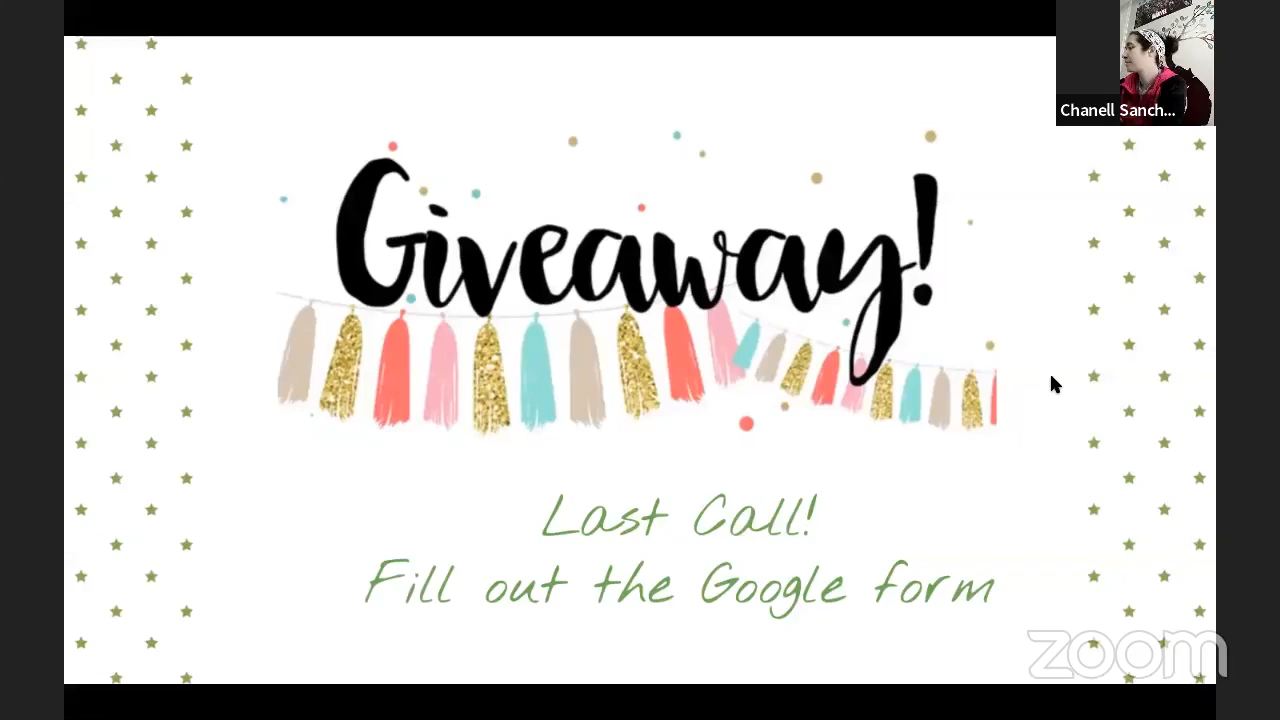 Chanell Sanch...
Giveaway!
Last Call!
Fill out the Google form
zoom